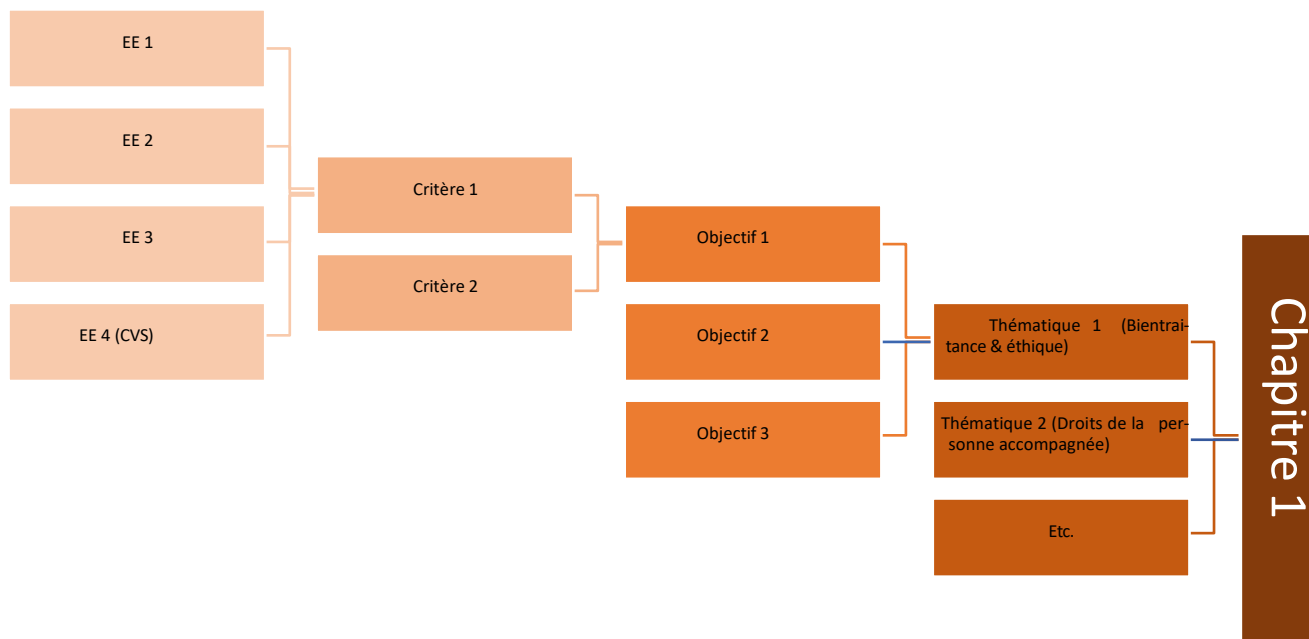 EE 1
EE 2
EE 3
EE 4 (CVS)
Critère 1
Critère 2
Objectif 1
Objectif 2
Objectif 3
Thématique 1 (Bientrai-
tance & éthique)
Thématique 2 (Droits de la per-
sonne accompagnée)
Etc.
Chapitre 1